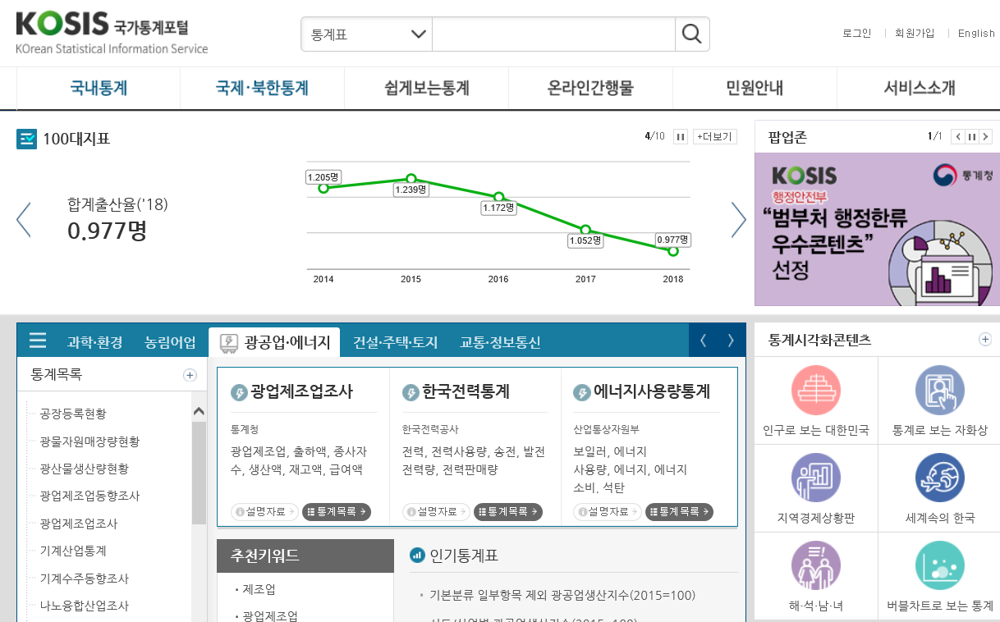 KOSIS 국가통계포털
KOrean Statistical Information Service
통계표
로그인 회원가입 English
국내통계 국제·북한통계 쉽게보는통계 온라인간행물 민원안내 서비스소개
100대지표
4/10 +더보기
합계출산율('18)
0.977명
1.205명
1.239명
1.172명
1.052명
0.977명
2014 2015 2016 2017 2018
팝업존 1/1
KOSIS 통계청
행정안전부
“범부처 행정한류
우수콘텐츠”
선정
과학·환경 농림어업 광공업·에너지 건설·주택·토지 교통·정보통신
통계목록
공장등록현황
광물자원매장량현황
광산물생산량현황
광업제조업동향조사
광업제조업조사
기계산업통계
기계수주동향조사
나노융합산업조사
광업제조업조사
통계청
광업제조업, 출하액, 종사자
수, 생산액, 재고액, 급여액
설명자료 통계목록
한국전력통계
한국전력공사
전력, 전력사용량, 송전, 발전
전력량, 전력판매량
설명자료 통계목록
에너지사용량통계
산업통상자원부
보일러, 에너지
사용량, 에너지, 에너지
소비, 석탄
설명자료 통계목록
추천키워드
· 제조업
· 광업제조업
인기통계표
기본분류 일부항목 제외 광공업생산지수(2015=100)
시도/산업별 광공업생산지수(2015=100)
통계시각화콘텐츠
인구로 보는 대한민국
통계로 보는 자화상
지역경제상황판
세계속의 한국
해·석·남·녀
버블차트로 보는 통계